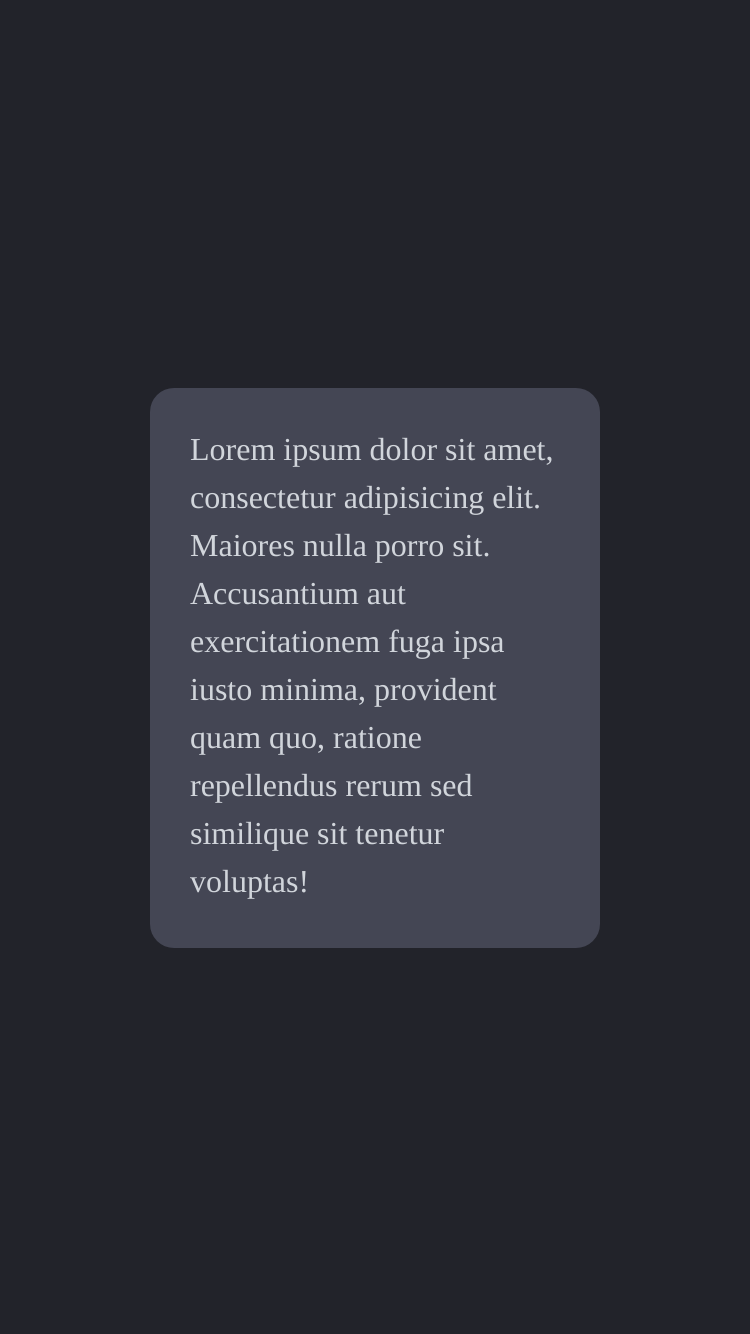 Lorem ipsum dolor sit amet,
consectetur adipisicing elit.
Maiores nulla porro sit.
Accusantium aut
exercitationem fuga ipsa
iusto minima, provident
quam quo, ratione
repellendus rerum sed
similique sit tenetur
voluptas!